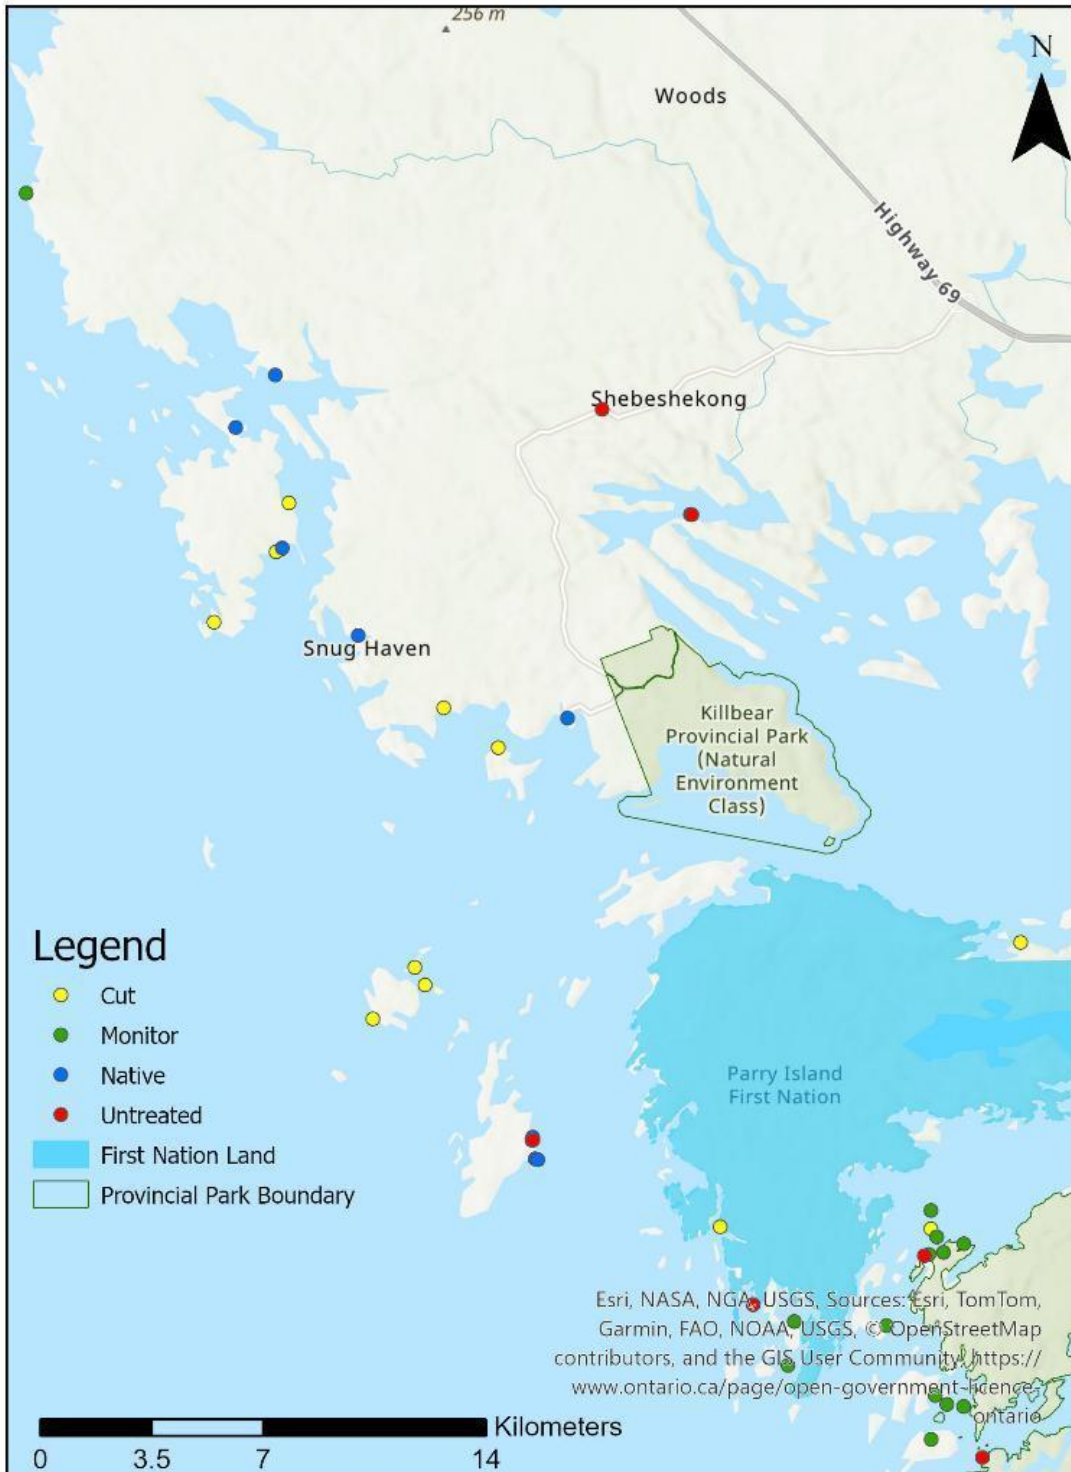 256 m
N
Woods
Highway 69
Shebeshekong
Snug Haven
Killbear
Provincial Park
(Natural
Environment
Class)
Legend
Cut
Monitor
Native
Untreated
First Nation Land
Provincial Park Boundary
Parry Island
First Nation
Esri, NASA, NGA, USGS, Sources: Esri, TomTom,
Garmin, FAO, NOAA, USGS, © OpenStreetMap
contributors, and the GIS User Community, https://
www.ontario.ca/page/open-government-licence-
ontario
Kilometers
0 3.5 7 14